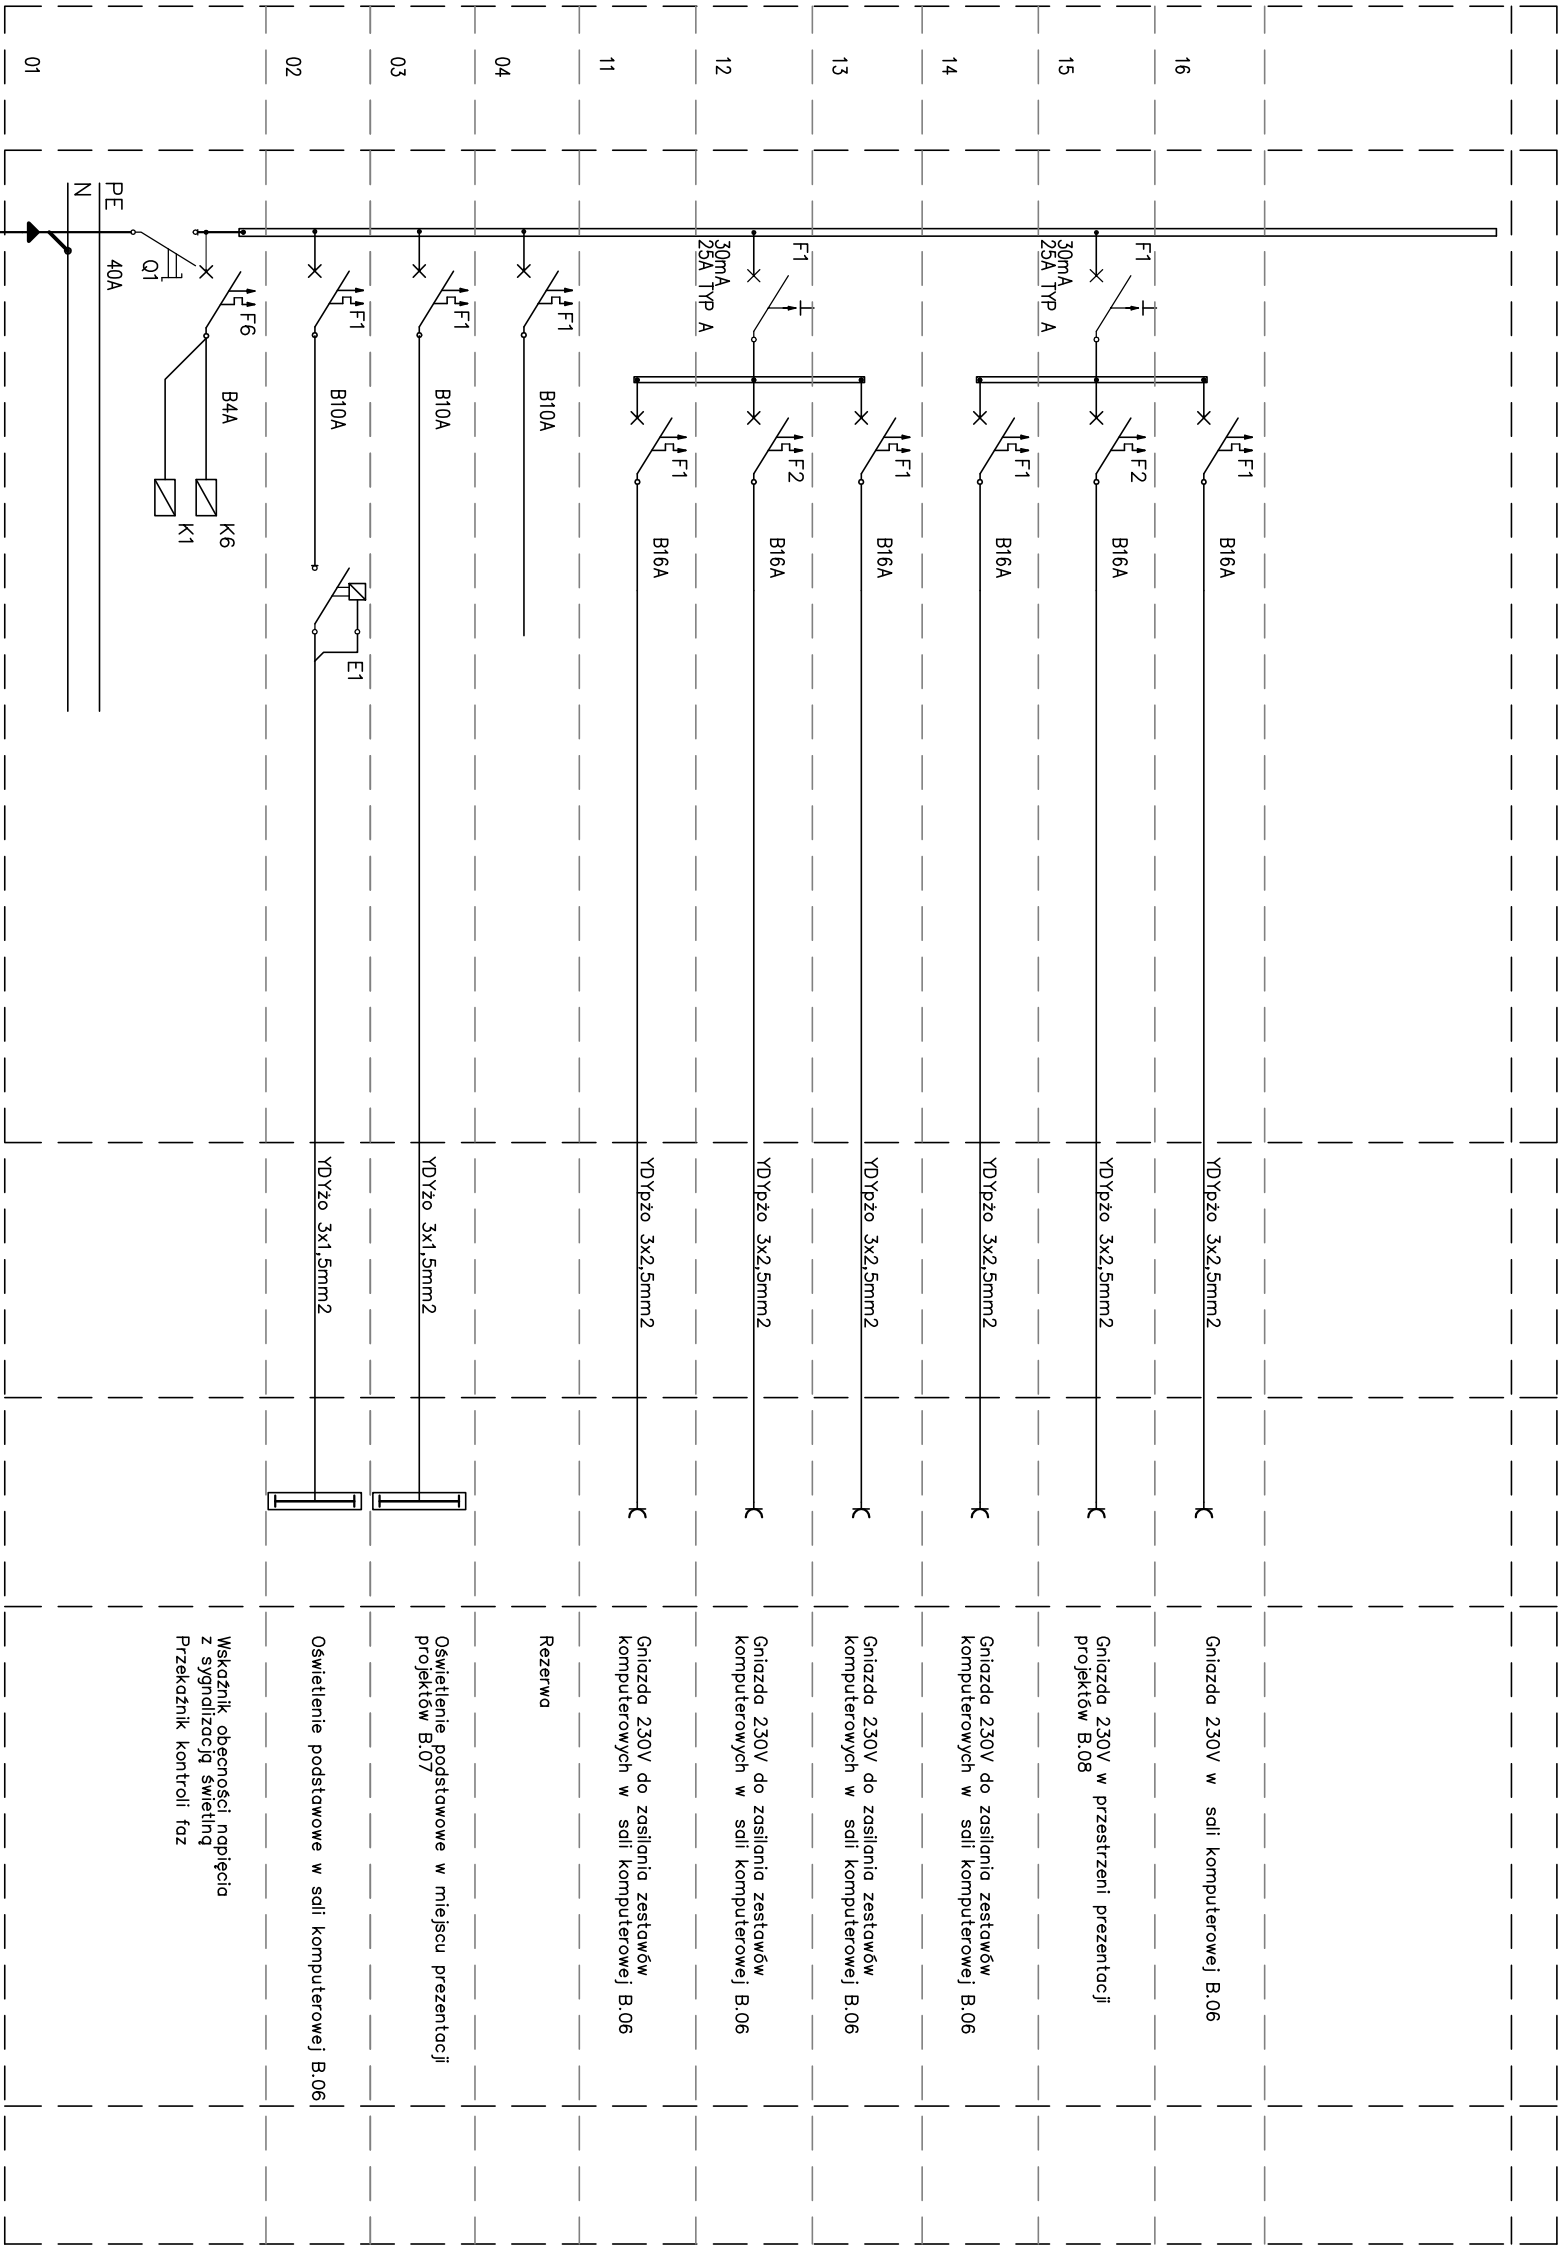 01
02
03
04
11
12
13
14
15
16
PE
N
40A
Q1
F6
F1
F1
F1
30mA
25A TYP A
F1
30mA
25A TYP A
F1
B4A
B10A
B10A
B10A
F1
F2
F1
F1
F2
F1
K1
K6
B16A
B16A
B16A
B16A
B16A
B16A
E1
YDYżo 3x1,5mm2
YDYżo 3x1,5mm2
YDYpżo 3x2,5mm2
YDYpżo 3x2,5mm2
YDYpżo 3x2,5mm2
YDYpżo 3x2,5mm2
YDYpżo 3x2,5mm2
YDYpżo 3x2,5mm2
Wskaźnik obecności napięcia
z sygnalizacją świetlną
Przekaźnik kontroli faz
Oświetlenie podstawowe w sali komputerowej B.06
Oświetlenie podstawowe w miejscu prezentacji
projektów B.07
Rezerwa
Gniazda 230V do zasilania zestawów
komputerowych w sali komputerowej B.06
Gniazda 230V do zasilania zestawów
komputerowych w sali komputerowej B.06
Gniazda 230V do zasilania zestawów
komputerowych w sali komputerowej B.06
Gniazda 230V do zasilania zestawów
komputerowych w sali komputerowej B.06
Gniazda 230V w przestrzeni prezentacji
projektów B.08
Gniazda 230V w sali komputerowej B.06